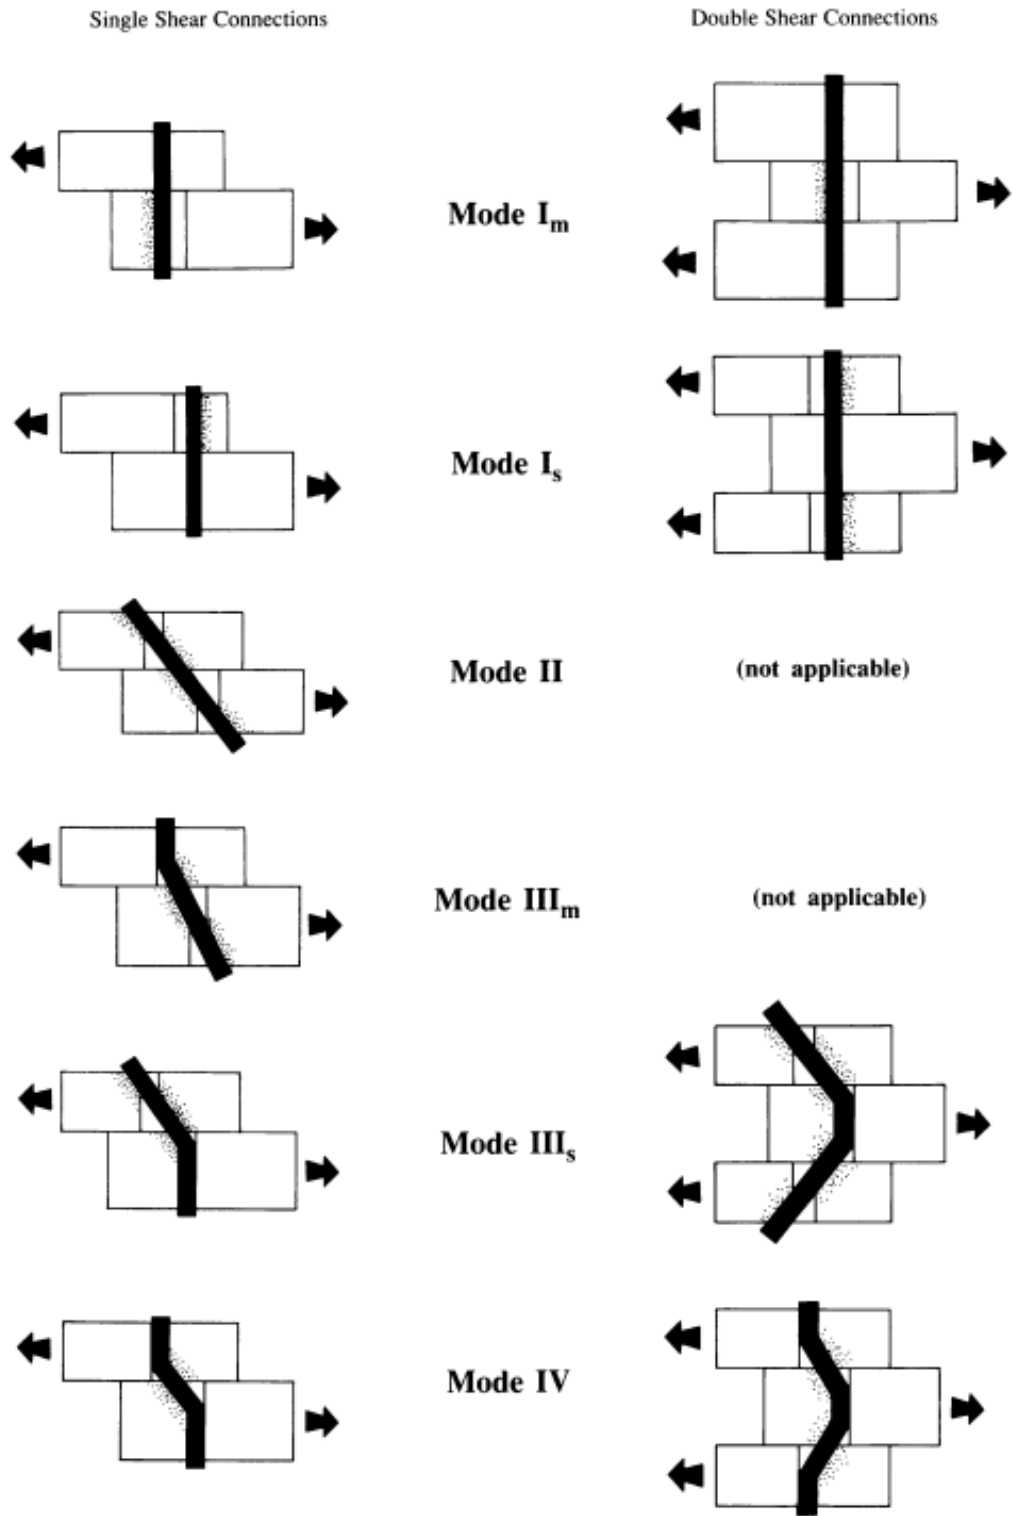 Single Shear Connections
Double Shear Connections
Mode Iₘ
Mode Iₛ
Mode II
(not applicable)
Mode IIIₘ
(not applicable)
Mode IIIₛ
Mode IV